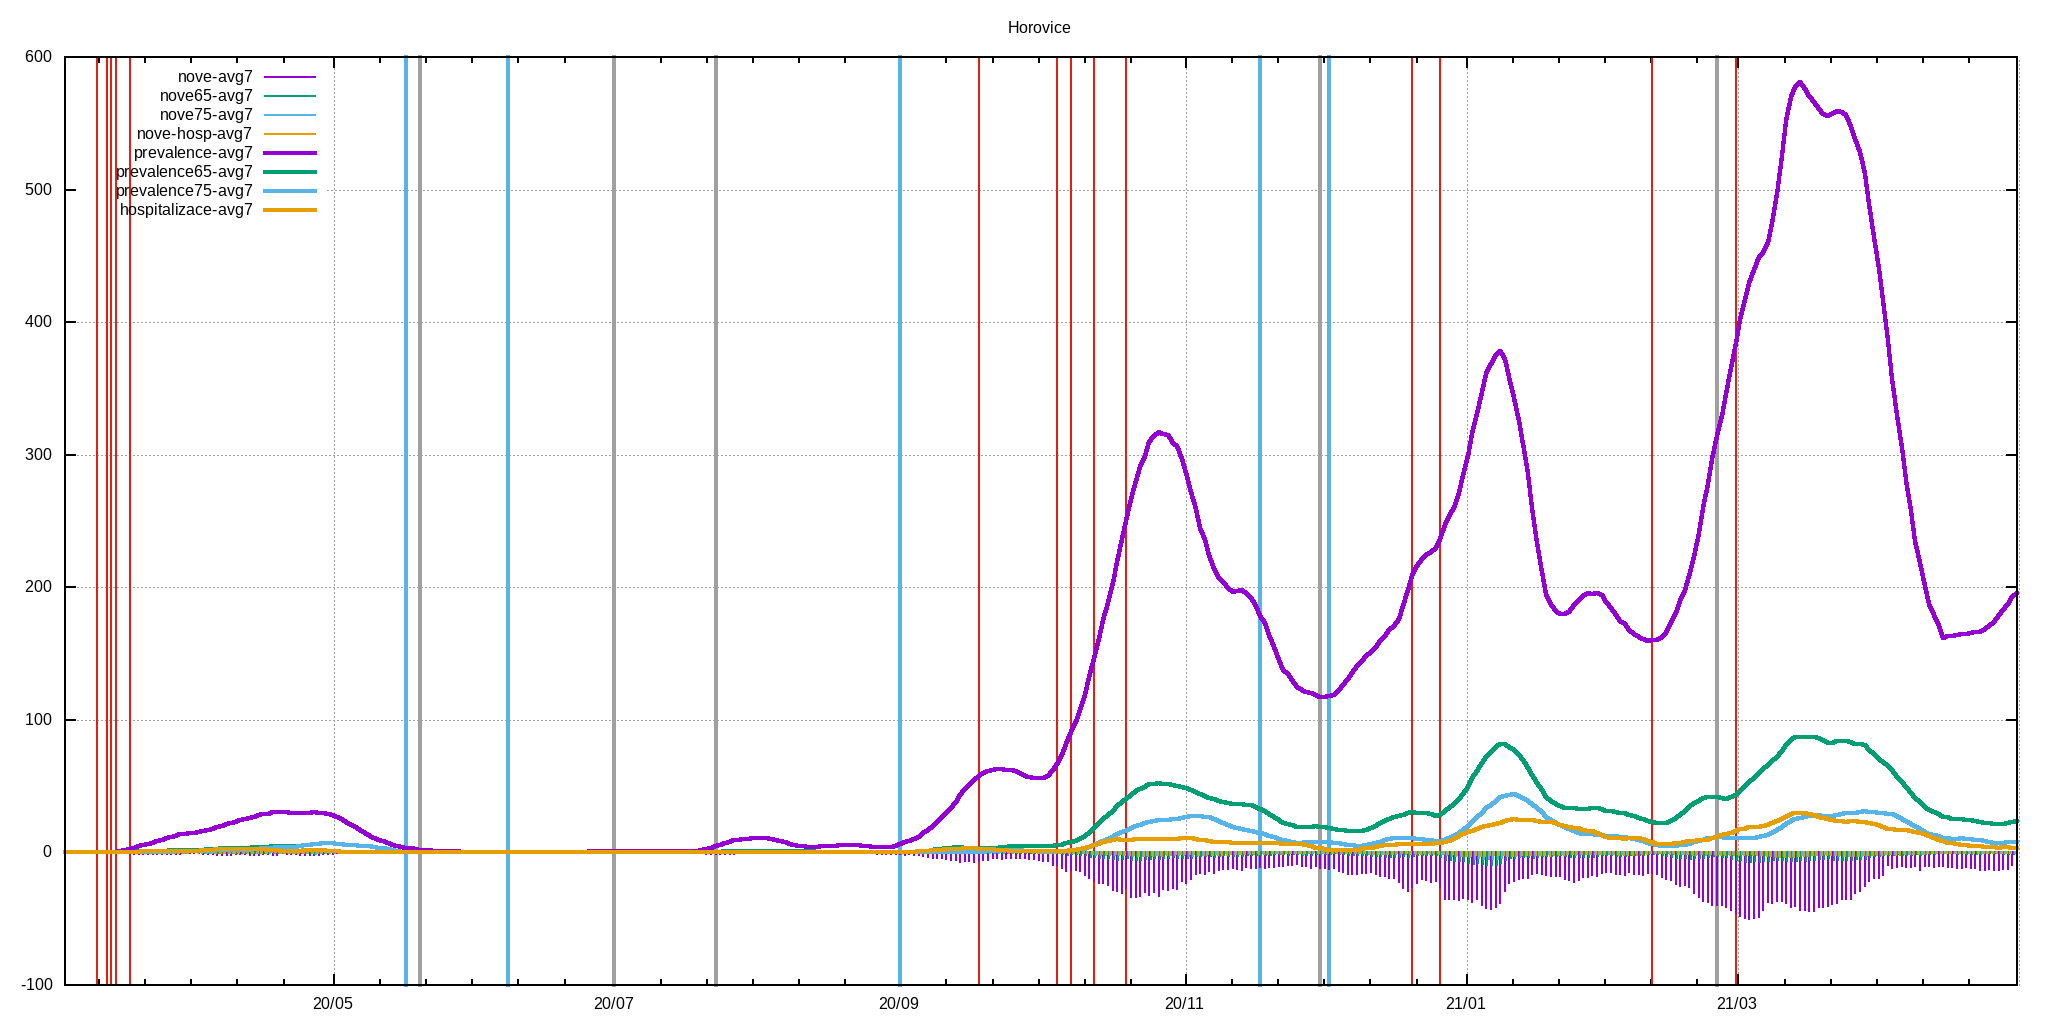 Horovice
600
500
400
300
200
100
0
-100
nove-avg7
nove65-avg7
nove75-avg7
nove-hosp-avg7
prevalence-avg7
prevalence65-avg7
prevalence75-avg7
hospitalizace-avg7
20/05
20/07
20/09
20/11
21/01
21/03